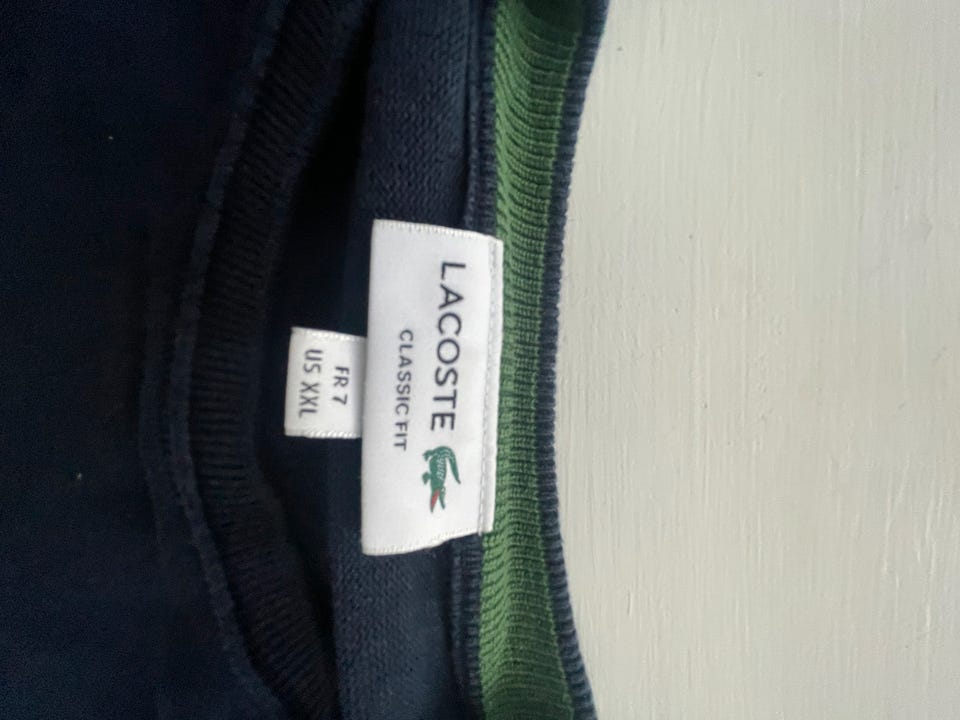 LACOSTE
CLASSIC FIT
FR 7
US XXL